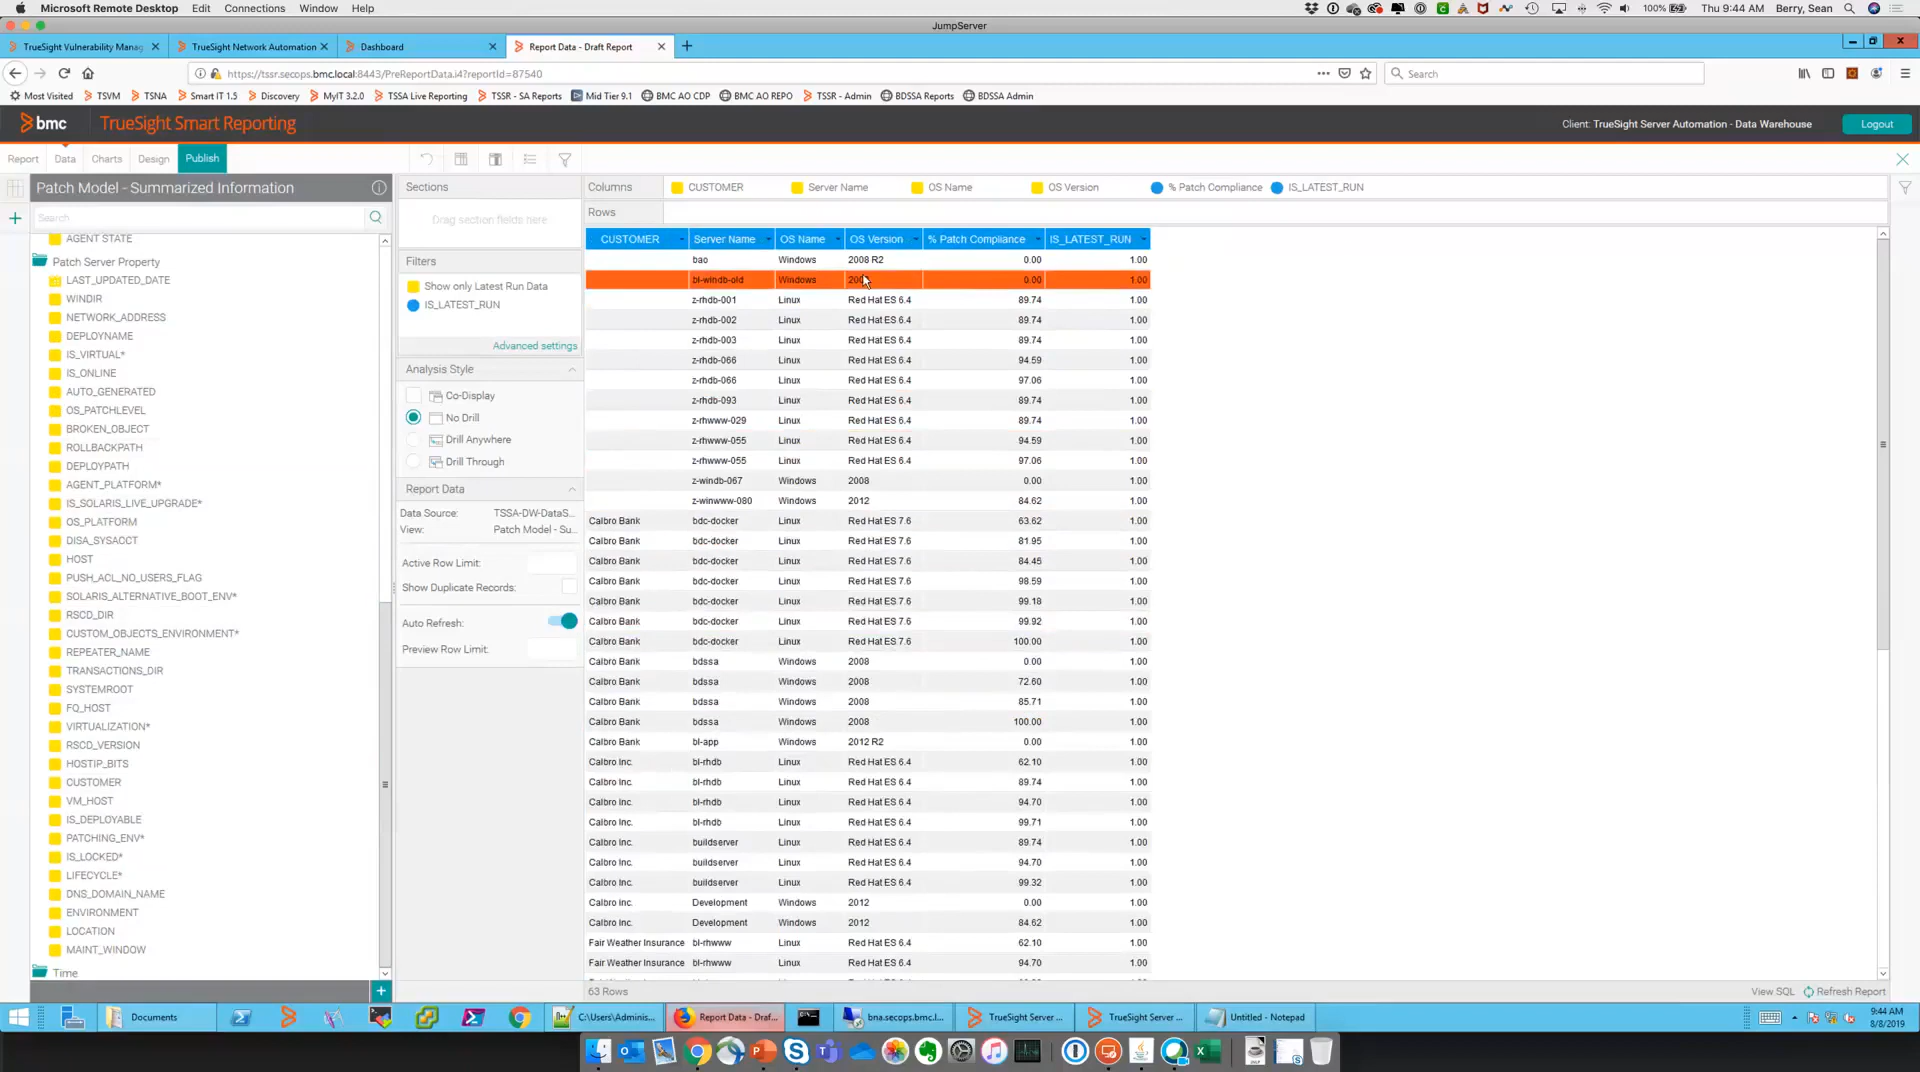 Microsoft Remote Desktop Edit Connections Window Help 100% Thu 9:44 AM Berry, Sean
JumpServer
TrueSight Vulnerability Manag TrueSight Network Automation Dashboard Report Data - Draft Report
https://tssr.secops.bmc.local:8443/PreReportData.i4?reportId=87540 Search
Most Visited TSVM TSNA Smart IT 1.5 Discovery MyIT 3.2.0 TSSA Live Reporting TSSR - SA Reports Mid Tier 9.1 BMC AO CDP BMC AO REPO TSSR - Admin BDSSA Reports BDSSA Admin
bmc TrueSight Smart Reporting Client: TrueSight Server Automation - Data Warehouse Logout
Report Data Charts Design Publish
Patch Model - Summarized Information
Search
AGENT STATE
Patch Server Property
LAST_UPDATED_DATE
WINDIR
NETWORK_ADDRESS
DEPLOYNAME
IS_VIRTUAL*
IS_ONLINE
AUTO_GENERATED
OS_PATCHLEVEL
BROKEN_OBJECT
ROLLBACKPATH
DEPLOYPATH
AGENT_PLATFORM*
IS_SOLARIS_LIVE_UPGRADE*
OS_PLATFORM
DISA_SYSACCT
HOST
PUSH_ACL_NO_USERS_FLAG
SOLARIS_ALTERNATIVE_BOOT_ENV*
RSCD_DIR
CUSTOM_OBJECTS_ENVIRONMENT*
REPEATER_NAME
TRANSACTIONS_DIR
SYSTEMROOT
FQ_HOST
VIRTUALIZATION*
RSCD_VERSION
HOSTIP_BITS
CUSTOMER
VM_HOST
IS_DEPLOYABLE
PATCHING_ENV*
IS_LOCKED*
LIFECYCLE*
DNS_DOMAIN_NAME
ENVIRONMENT
LOCATION
MAINT_WINDOW
Time
Sections
Drag section fields here
Filters
Show only Latest Run Data
IS_LATEST_RUN
Advanced settings
Analysis Style
Co-Display
No Drill
Drill Anywhere
Drill Through
Report Data
Data Source: TSSA-DW-DataS...
View: Patch Model - Su...
Active Row Limit:
Show Duplicate Records:
Auto Refresh:
Preview Row Limit:
Columns CUSTOMER Server Name OS Name OS Version % Patch Compliance IS_LATEST_RUN
Rows
CUSTOMER Server Name OS Name OS Version % Patch Compliance IS_LATEST_RUN
bao Windows 2008 R2 0.00 1.00
bl-windb-old Windows 0.00 1.00
z-rhdb-001 Linux Red Hat ES 6.4 89.74 1.00
z-rhdb-002 Linux Red Hat ES 6.4 89.74 1.00
z-rhdb-003 Linux Red Hat ES 6.4 89.74 1.00
z-rhdb-066 Linux Red Hat ES 6.4 94.59 1.00
z-rhdb-066 Linux Red Hat ES 6.4 97.06 1.00
z-rhdb-093 Linux Red Hat ES 6.4 89.74 1.00
z-rhwww-029 Linux Red Hat ES 6.4 89.74 1.00
z-rhwww-055 Linux Red Hat ES 6.4 94.59 1.00
z-rhwww-055 Linux Red Hat ES 6.4 97.06 1.00
z-windb-067 Windows 2008 0.00 1.00
z-winwww-080 Windows 2012 84.62 1.00
Calbro Bank bdc-docker Linux Red Hat ES 7.6 63.62 1.00
Calbro Bank bdc-docker Linux Red Hat ES 7.6 81.95 1.00
Calbro Bank bdc-docker Linux Red Hat ES 7.6 84.45 1.00
Calbro Bank bdc-docker Linux Red Hat ES 7.6 98.59 1.00
Calbro Bank bdc-docker Linux Red Hat ES 7.6 99.18 1.00
Calbro Bank bdc-docker Linux Red Hat ES 7.6 99.92 1.00
Calbro Bank bdc-docker Linux Red Hat ES 7.6 100.00 1.00
Calbro Bank bdssa Windows 2008 0.00 1.00
Calbro Bank bdssa Windows 2008 72.60 1.00
Calbro Bank bdssa Windows 2008 85.71 1.00
Calbro Bank bdssa Windows 2008 100.00 1.00
Calbro Bank bl-app Windows 2012 R2 0.00 1.00
Calbro Inc. bl-rhdb Linux Red Hat ES 6.4 62.10 1.00
Calbro Inc. bl-rhdb Linux Red Hat ES 6.4 89.74 1.00
Calbro Inc. bl-rhdb Linux Red Hat ES 6.4 94.70 1.00
Calbro Inc. bl-rhdb Linux Red Hat ES 6.4 99.71 1.00
Calbro Inc. buildserver Linux Red Hat ES 6.4 89.74 1.00
Calbro Inc. buildserver Linux Red Hat ES 6.4 94.70 1.00
Calbro Inc. buildserver Linux Red Hat ES 6.4 99.32 1.00
Calbro Inc. Development Windows 2012 0.00 1.00
Calbro Inc. Development Windows 2012 84.62 1.00
Fair Weather Insurance bl-rhwww Linux Red Hat ES 6.4 62.10 1.00
Fair Weather Insurance bl-rhwww Linux Red Hat ES 6.4 94.70 1.00
63 Rows View SQL Refresh Report
Documents C:\Users\Adminis... Report Data - Draf... bna.secops.bmc.l... TrueSight Server ... TrueSight Server ... Untitled - Notepad 9:44 AM
8/8/2019